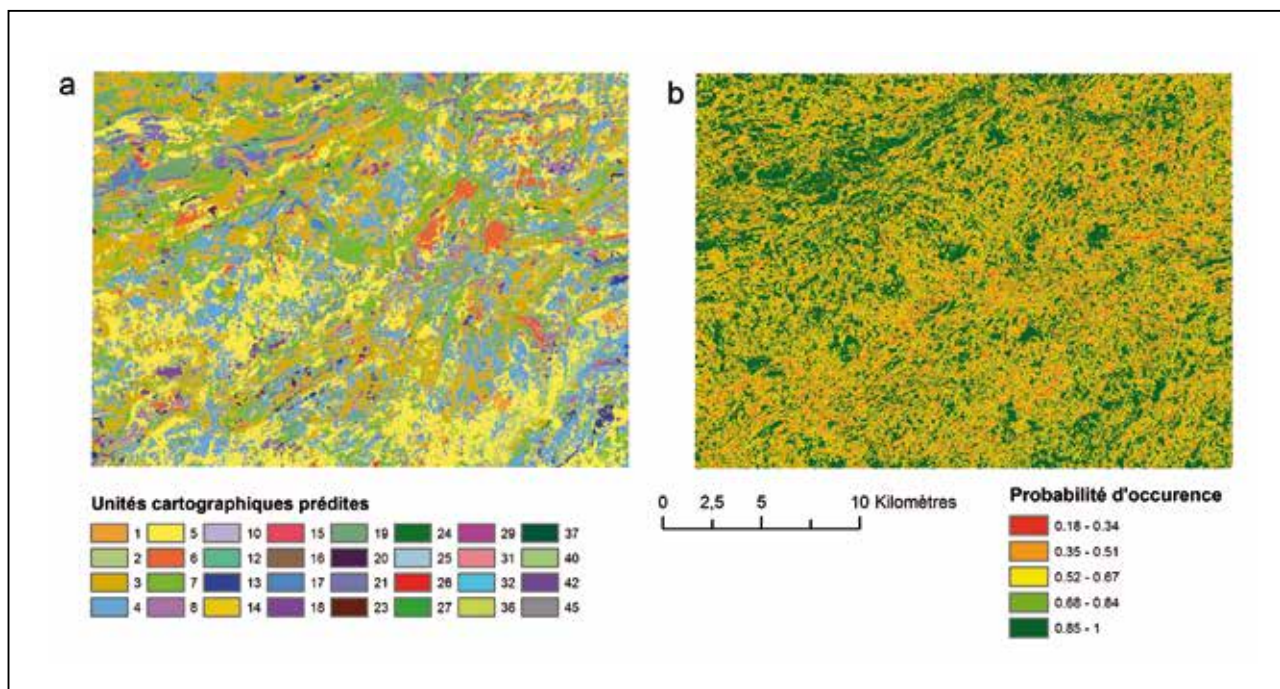 a
b
Unités cartographiques prédites
1 5 10 15 19 24 29 37
2 6 12 16 20 25 31 40
3 7 13 17 21 26 32 42
4 8 14 18 23 27 36 45
0 2,5 5 10 Kilomètres
Probabilité d'occurence
0.18 - 0.34
0.35 - 0.51
0.52 - 0.67
0.68 - 0.84
0.85 - 1